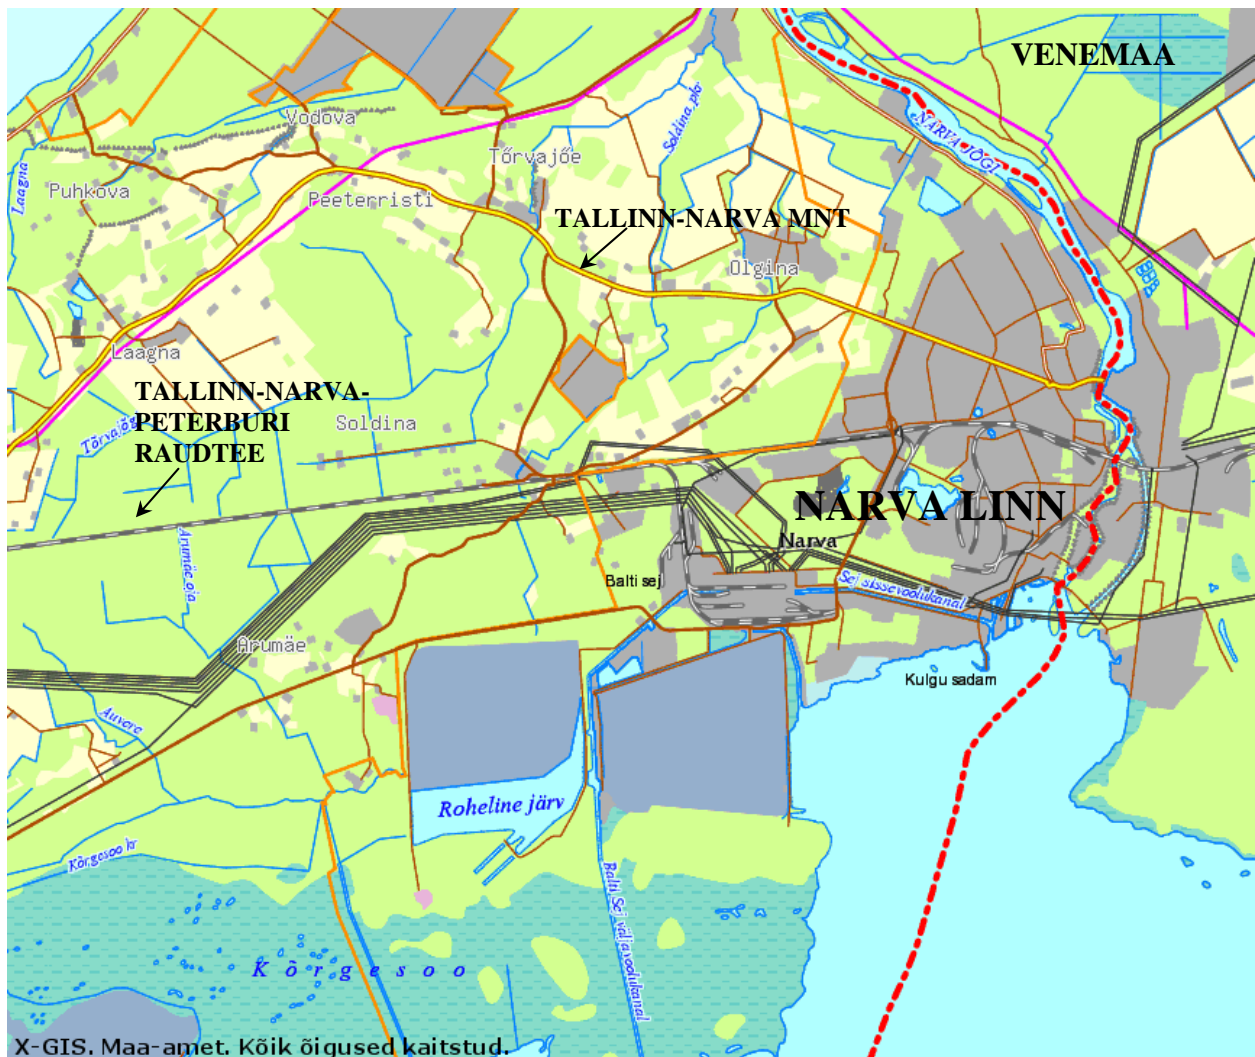 VENEMAA
Vodova
Soldina pkr
NARVA JÕGI
Tõrvajõe
Laagna
Puhkova
Peeterristi
TALLINN-NARVA MNT
Olgina
Laagna
TALLINN-NARVA-
PETERBURI
RAUDTEE
Soldina
Tõrvajõg
NARVA LINN
Narva
Arumäe oja
Balti sej
Sej sissevoolukanal
Arumäe
Kulgu sadam
Auvere
Roheline järv
Kõrgesoo kr
Balti Sej väljavoolukanal
Kõrgesoo
X-GIS. Maa-amet. Kõik õigused kaitstud.